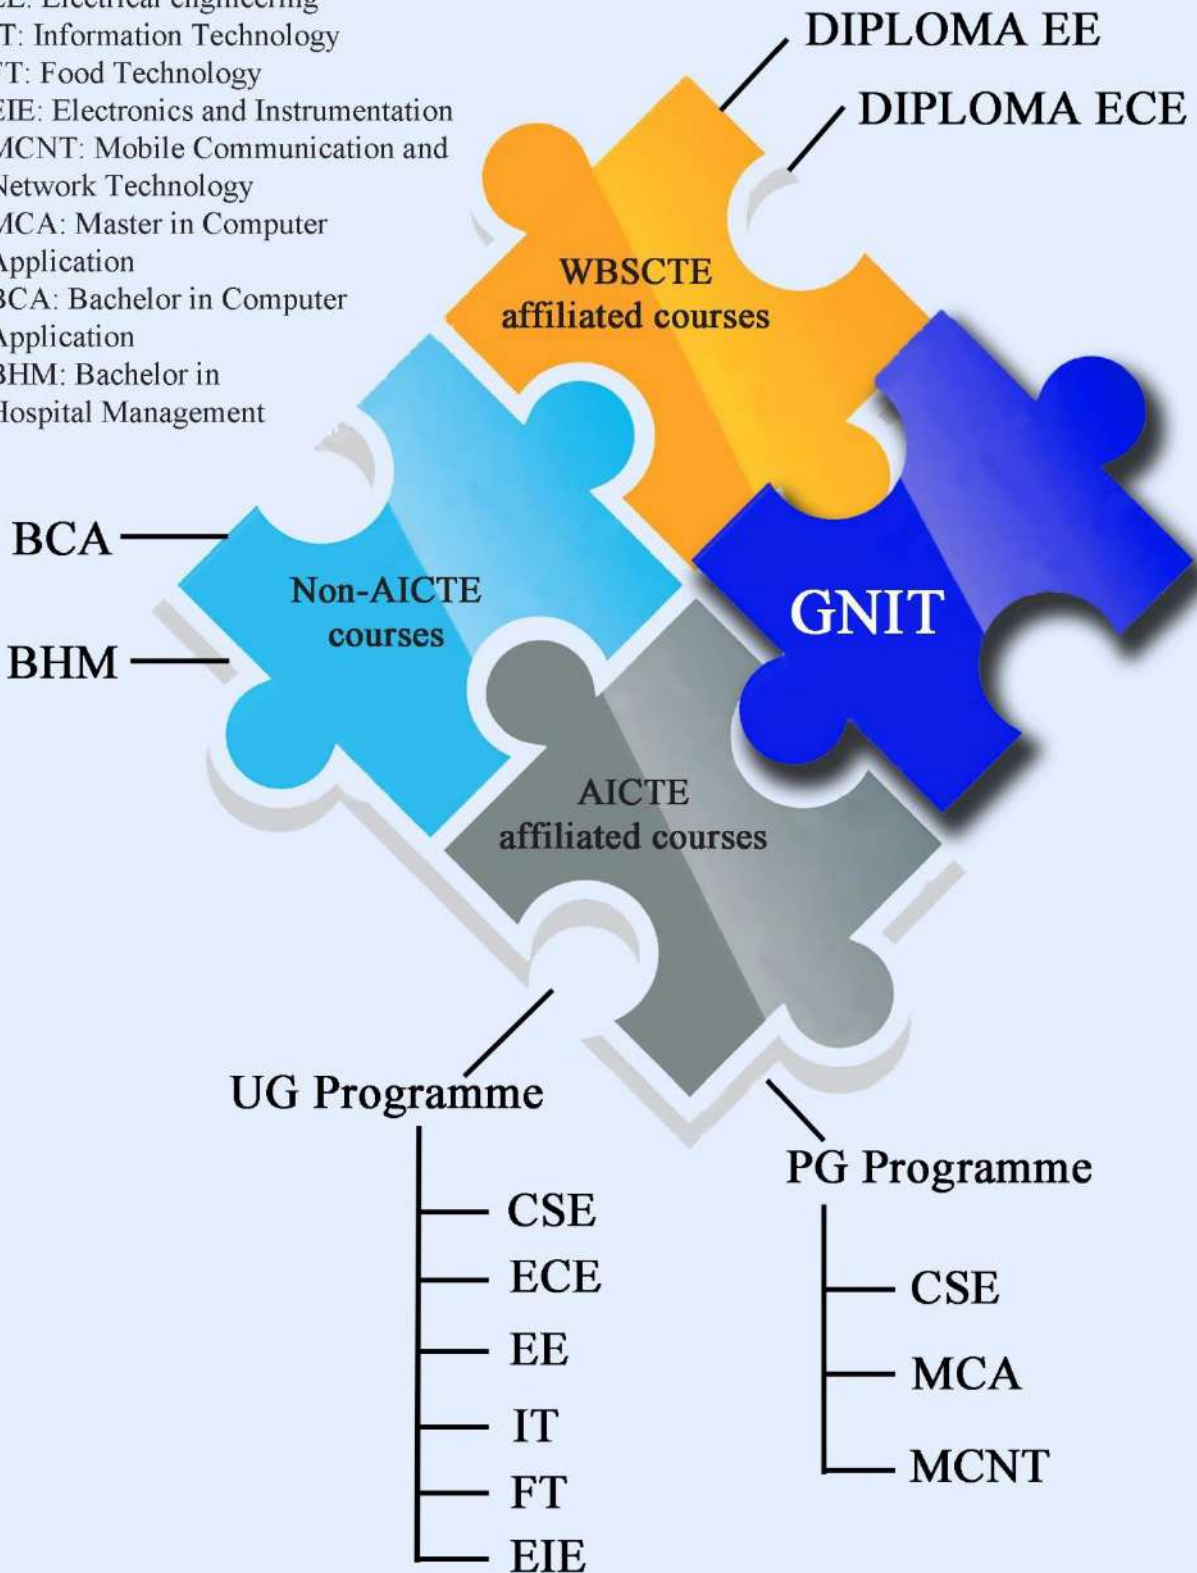 EE: Electrical engineering
IT: Information Technology
FT: Food Technology
EIE: Electronics and Instrumentation
MCNT: Mobile Communication and
Network Technology
MCA: Master in Computer
Application
BCA: Bachelor in Computer
Application
BHM: Bachelor in
Hospital Management
DIPLOMA EE
DIPLOMA ECE
WBSCTE
affiliated courses
BCA
BHM
Non-AICTE
courses
GNIT
AICTE
affiliated courses
UG Programme
CSE
ECE
EE
IT
FT
EIE
PG Programme
CSE
MCA
MCNT